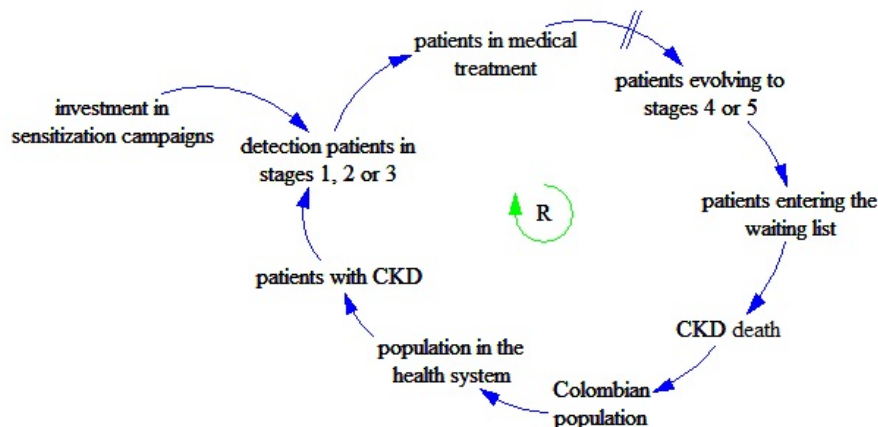 patients in medical
treatment
patients evolving to
stages 4 or 5
investment in
sensitization campaigns
detection patients in
stages 1, 2 or 3
patients entering the
waiting list
R
patients with CKD
CKD death
population in the
health system
Colombian
population